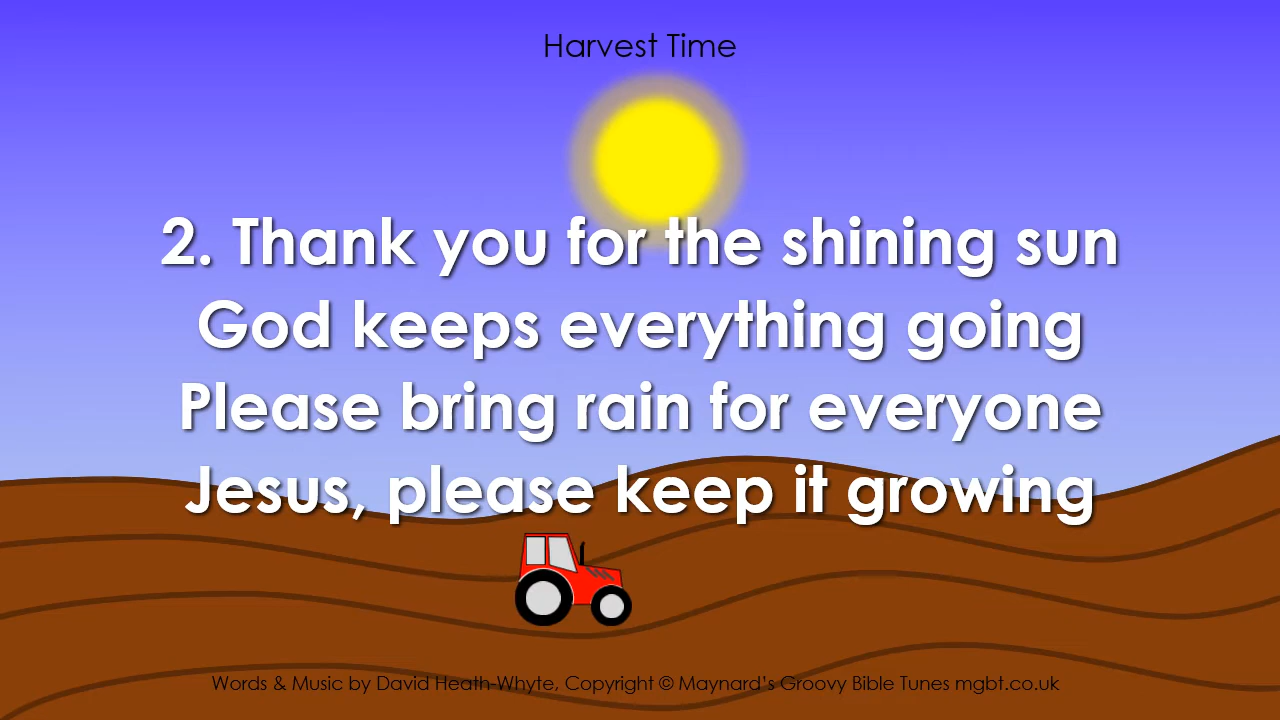 Harvest Time
2. Thank you for the shining sun
God keeps everything going
Please bring rain for everyone
Jesus, please keep it growing
Words & Music by David Heath-Whyte, Copyright © Maynard's Groovy Bible Tunes mgbt.co.uk